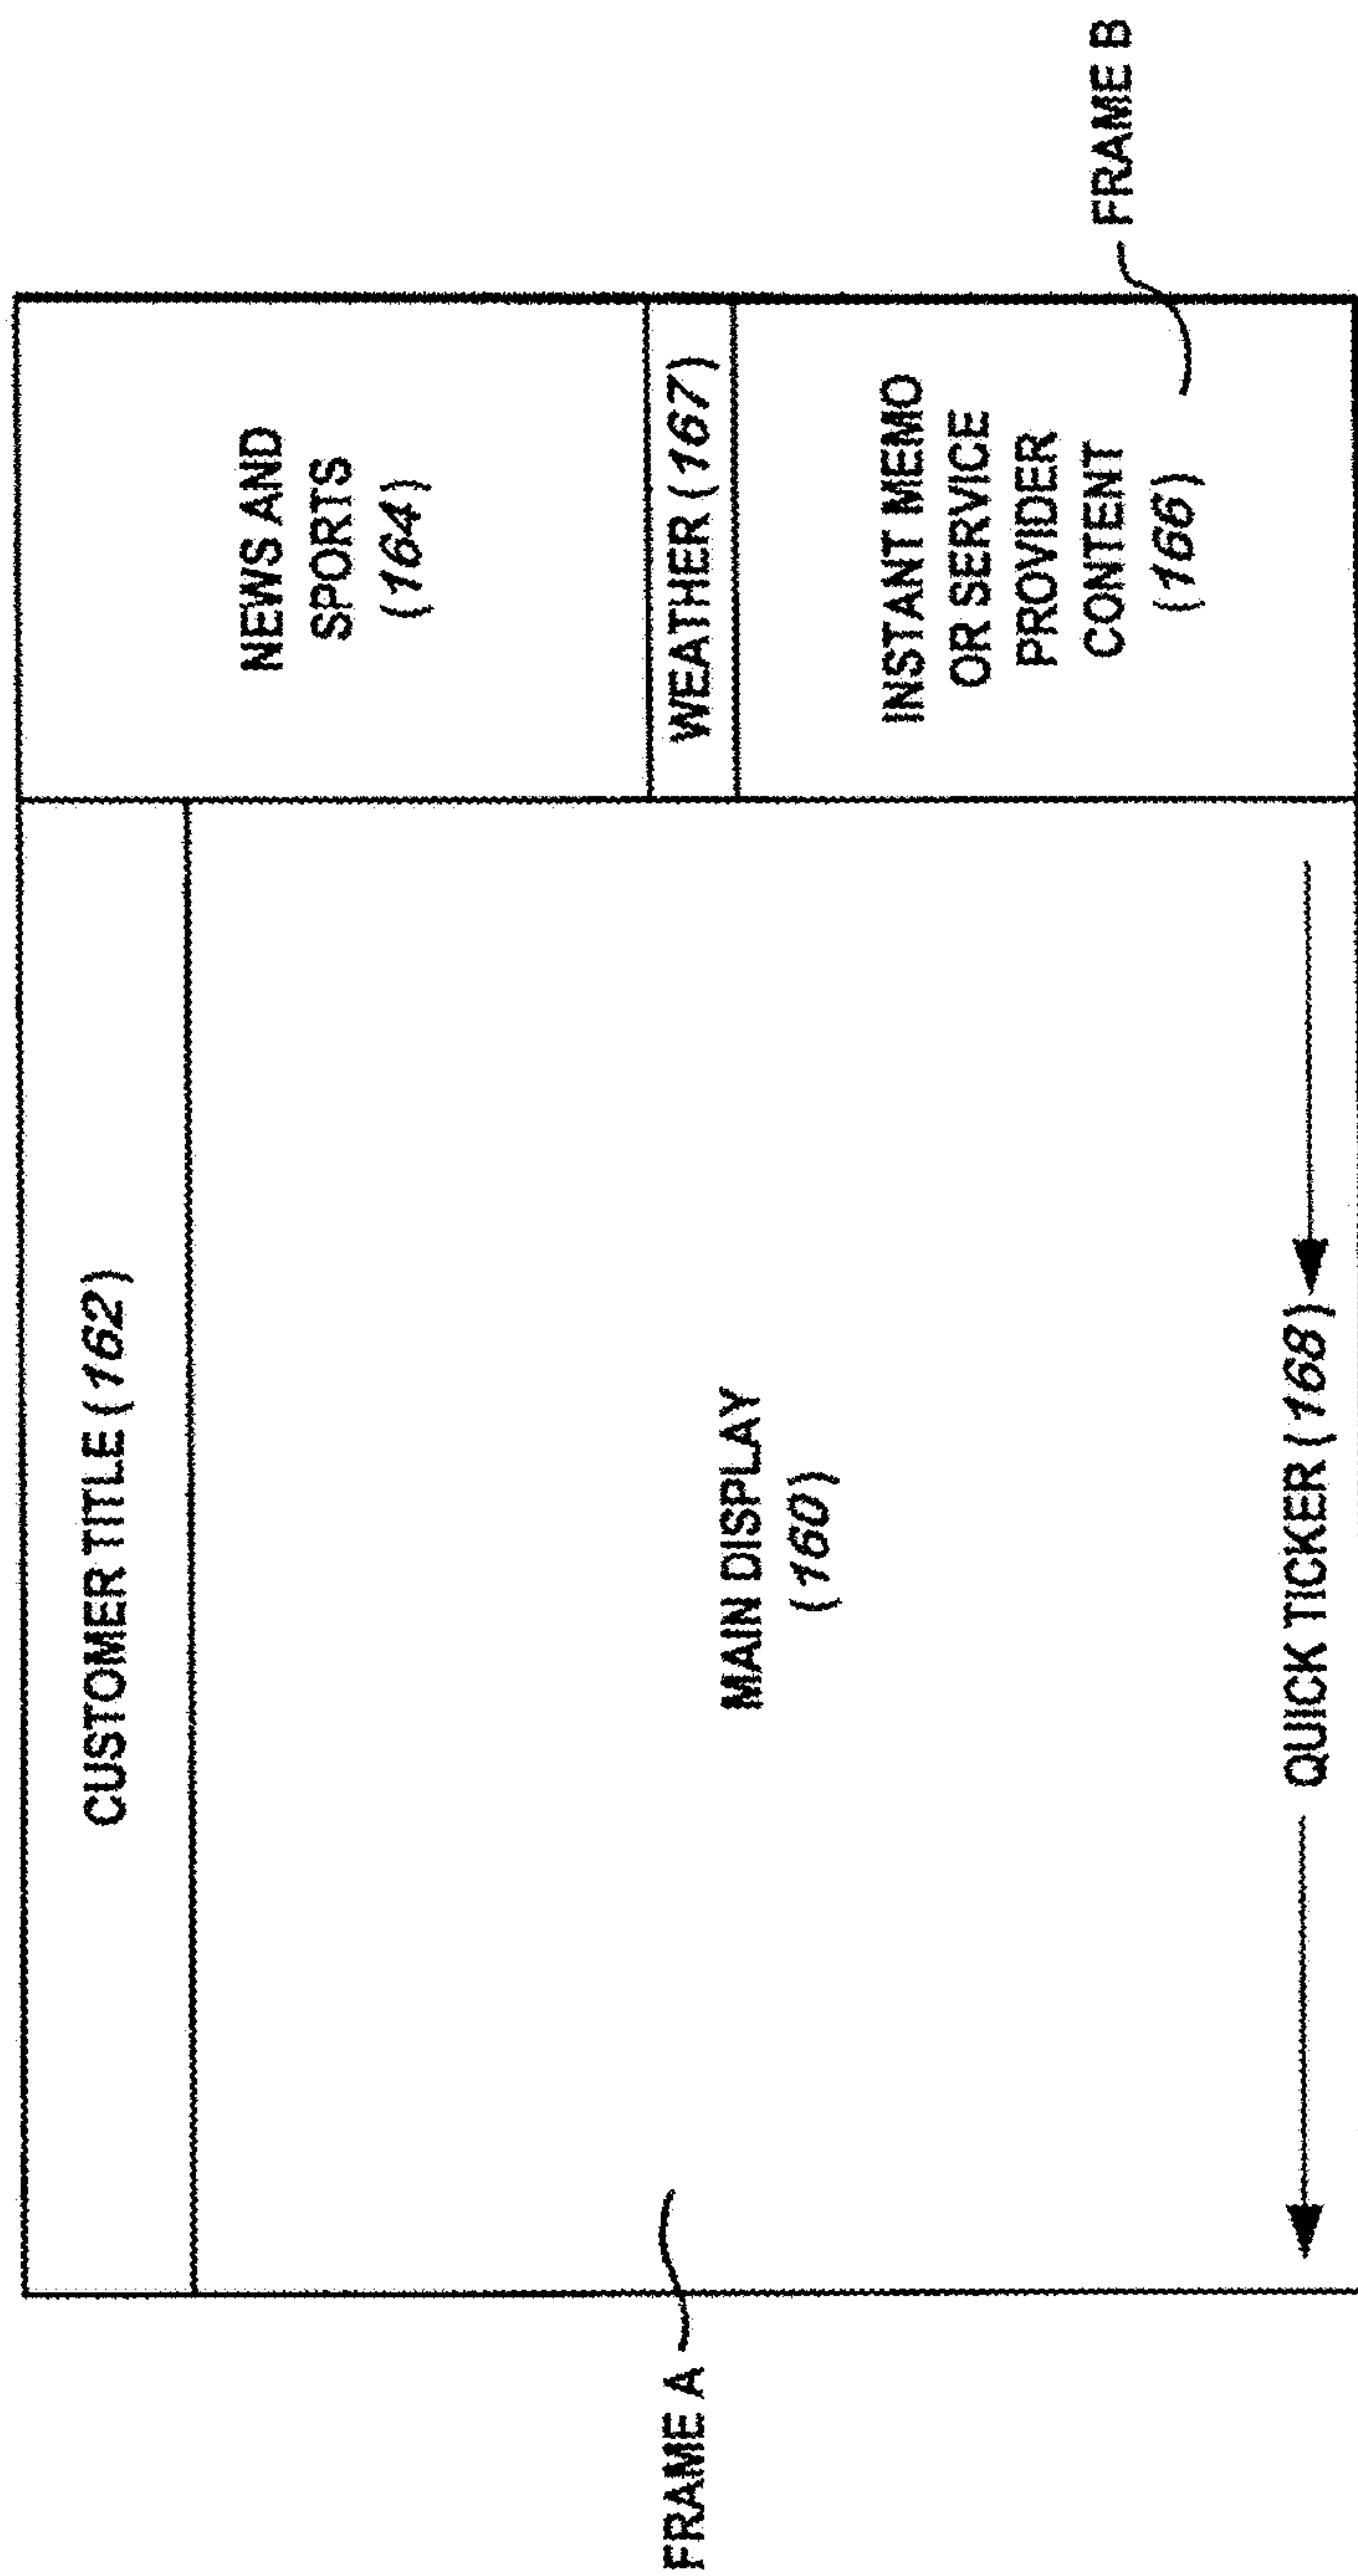 CUSTOMER TITLE (162)
NEWS AND
SPORTS
(164)
WEATHER (167)
MAIN DISPLAY
(160)
INSTANT MEMO
OR SERVICE
PROVIDER
CONTENT
(166)
QUICK TICKER (168)
FRAME A
FRAME B